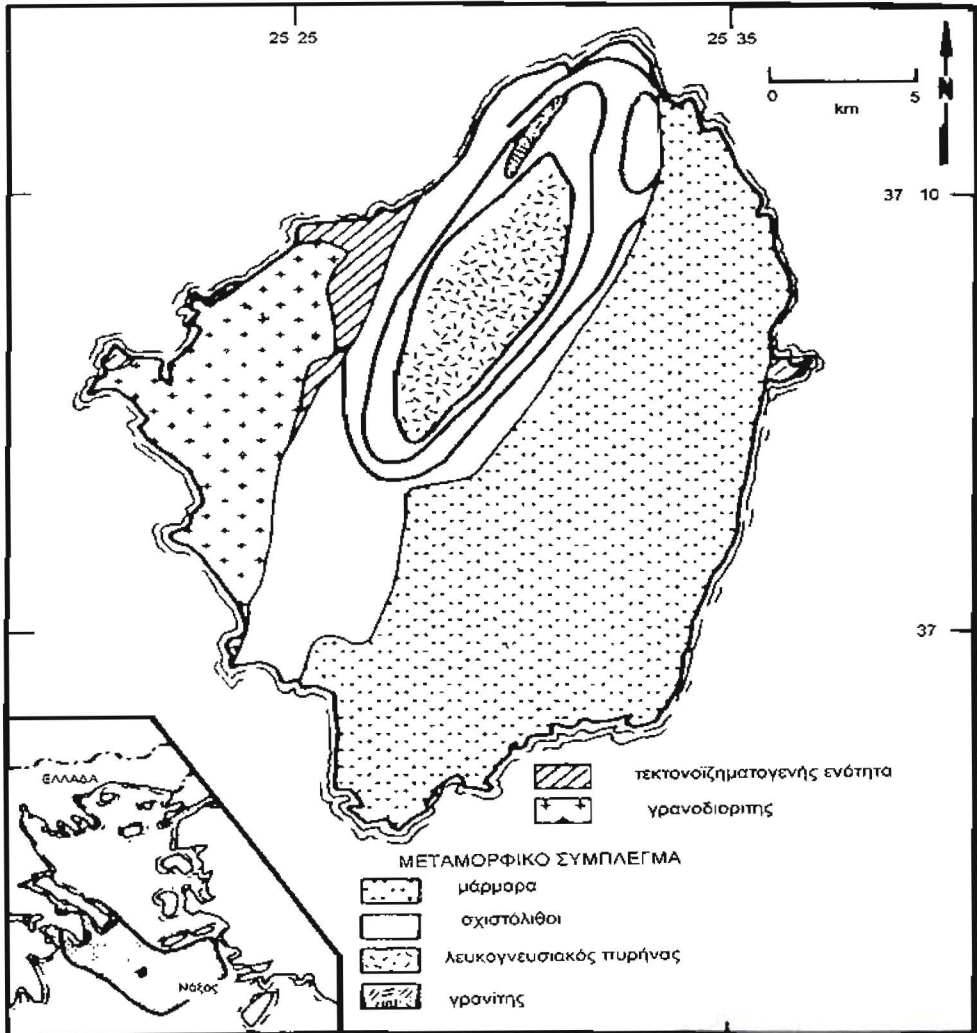 25 25
25 35
0 5
km
N
37 10
37
ΕΛΛΑΔΑ
Νάξος
τεκτονοϊζηματογενής ενότητα
γρανοδιορίτης
ΜΕΤΑΜΟΡΦΙΚΟ ΣΥΜΠΛΕΓΜΑ
μάρμαρα
σχιστόλιθοι
λευκογνευσιακός πυρήνας
γρανίτης